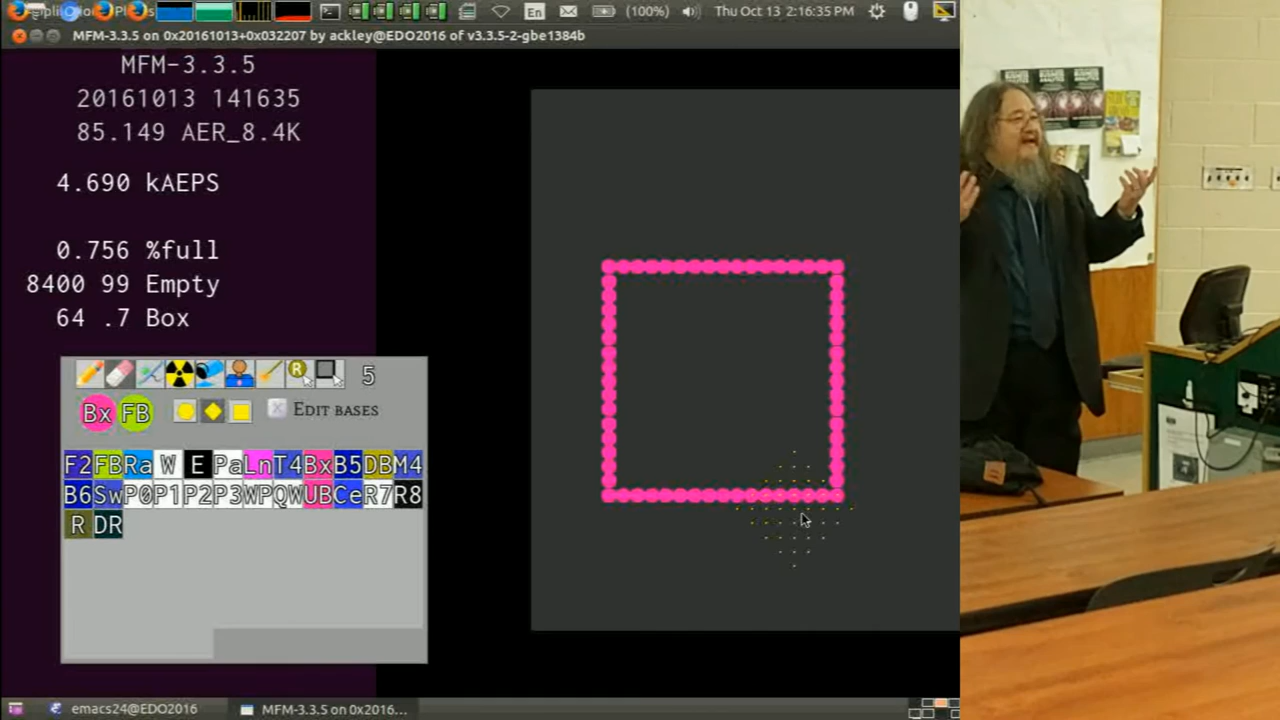 En
(100%)
Thu Oct 13 2:16:35 PM
MFM-3.3.5 on 0x20161013+0x032207 by ackley@EDO2016 of v3.3.5-2-gbe1384b
MFM-3.3.5
20161013 141635
85.149 AER_8.4K
4.690 kAEPS
0.756 %full
8400 99 Empty
64 .7 Box
R 5
Bx FB EDIT BASES
F2 FB Ra W E Pa Ln T4 Bx B5 DB M4
B6 Sw P0 P1 P2 P3 WP QW UB Ce R7 R8
R DR
emacs24@EDO2016
MFM-3.3.5 on 0x2016...